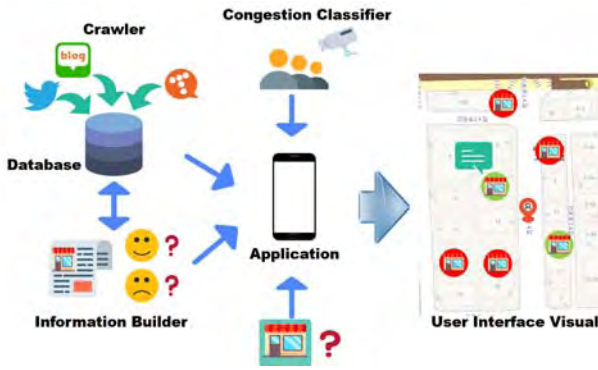 Crawler
Congestion Classifier
blog
Database
Application
?
?
Information Builder
?
User Interface Visual